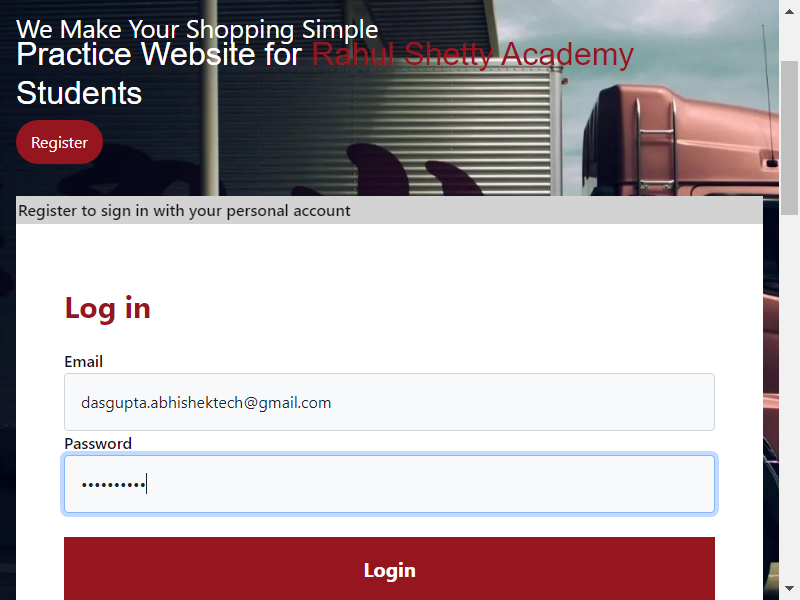 We Make Your Shopping Simple
Practice Website for Rahul Shetty Academy
Students
Register
Register to sign in with your personal account
Log in
Email
dasgupta.abhishektech@gmail.com
Password
••••••••••
Login